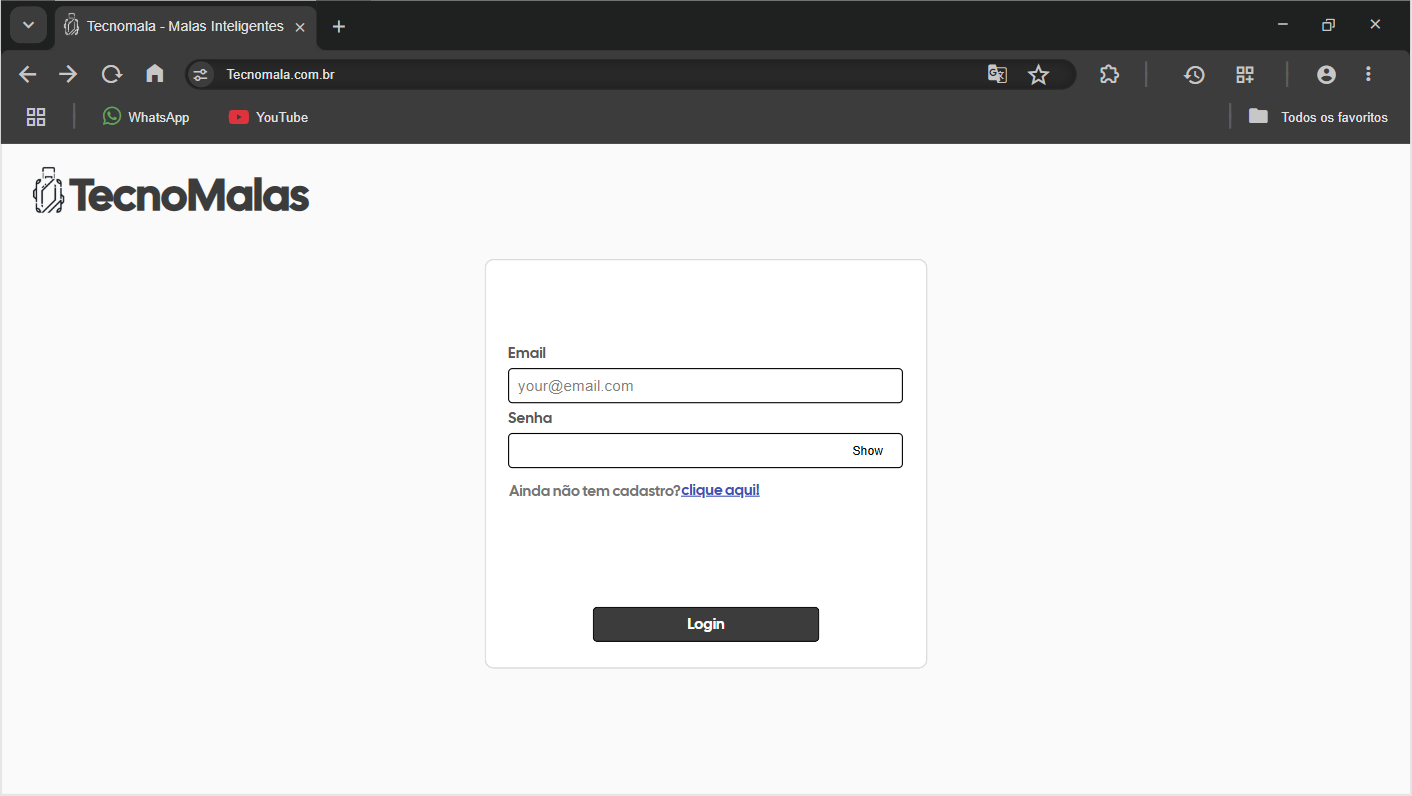 Tecnomala - Malas Inteligentes
Tecnomala.com.br
WhatsApp YouTube Todos os favoritos
TecnoMalas
Email
your@email.com
Senha
Show
Ainda não tem cadastro?clique aqui!
Login